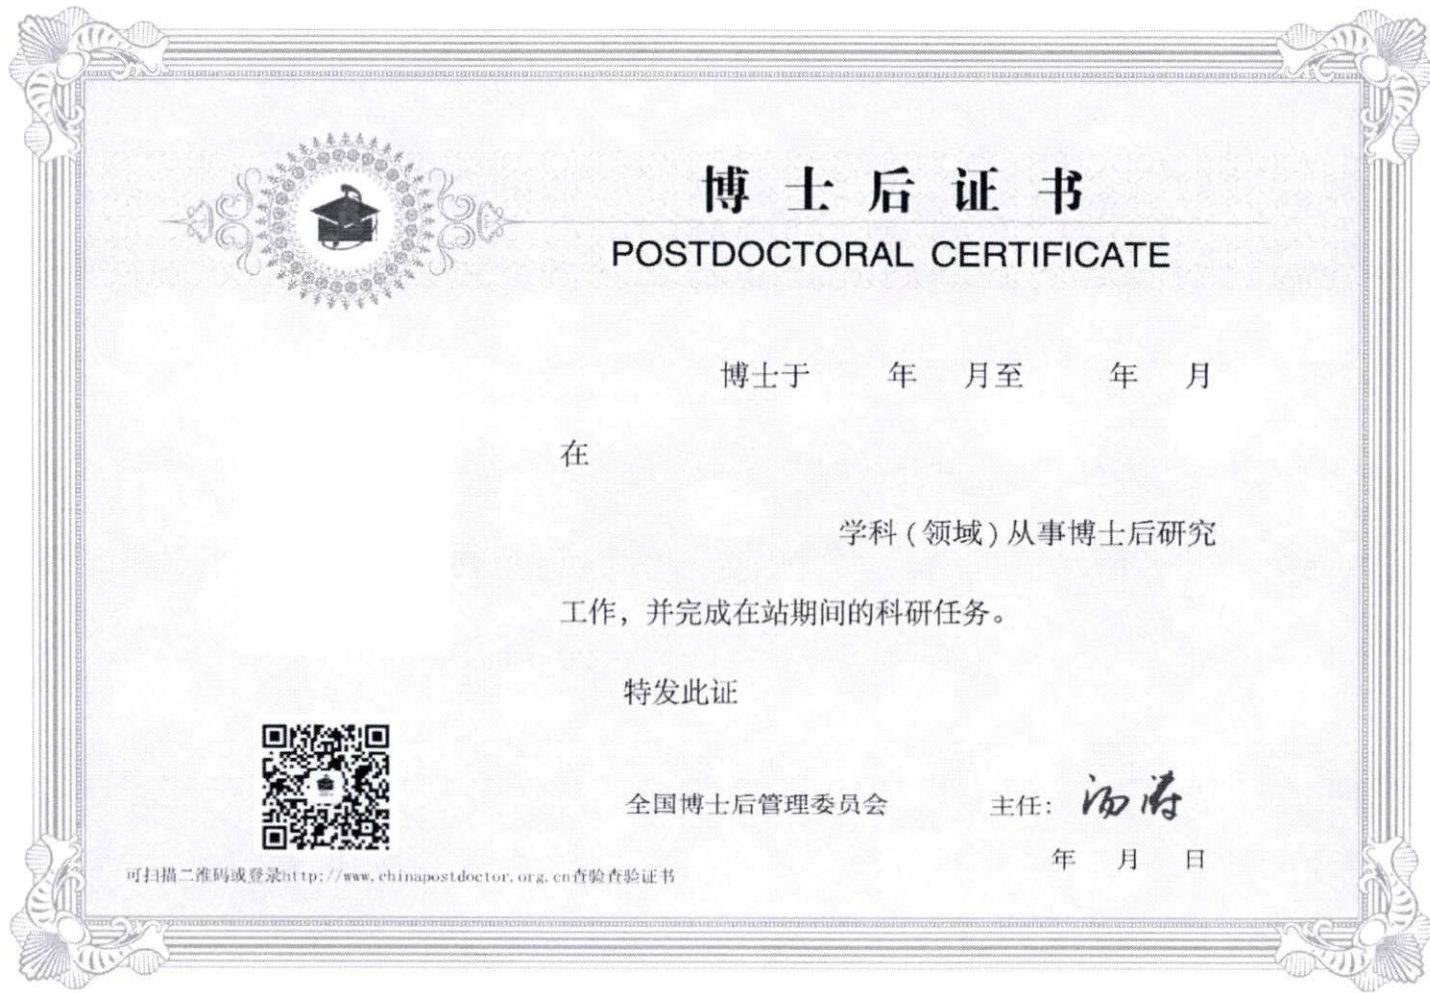 博士后证书
POSTDOCTORAL CERTIFICATE
博士于 年 月至 年 月
在
学科(领域)从事博士后研究
工作，并完成在站期间的科研任务。
特发此证
全国博士后管理委员会 主任：汤涛
年 月 日
可扫描二维码或登录http://www.chinapostdoctor.org.cn查验查验证书